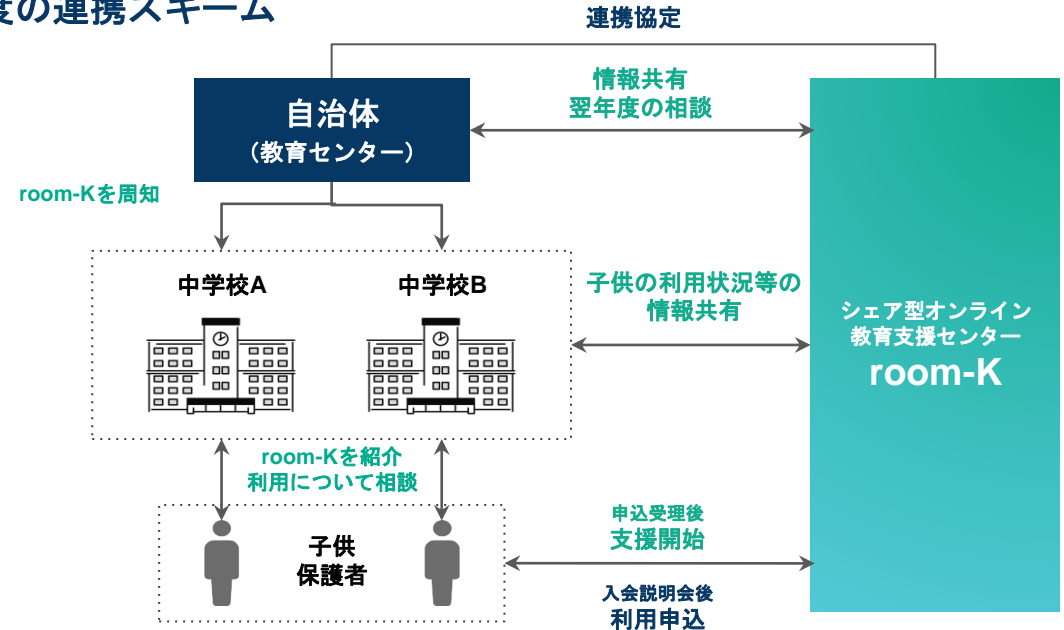 度の連携スキーム
連携協定
自治体
（教育センター）
情報共有
翌年度の相談
room-Kを周知
中学校A
中学校B
子供の利用状況等の
情報共有
シェア型オンライン
教育支援センター
room-K
room-Kを紹介
利用について相談
子供
保護者
申込受理後
支援開始
入会説明会後
利用申込